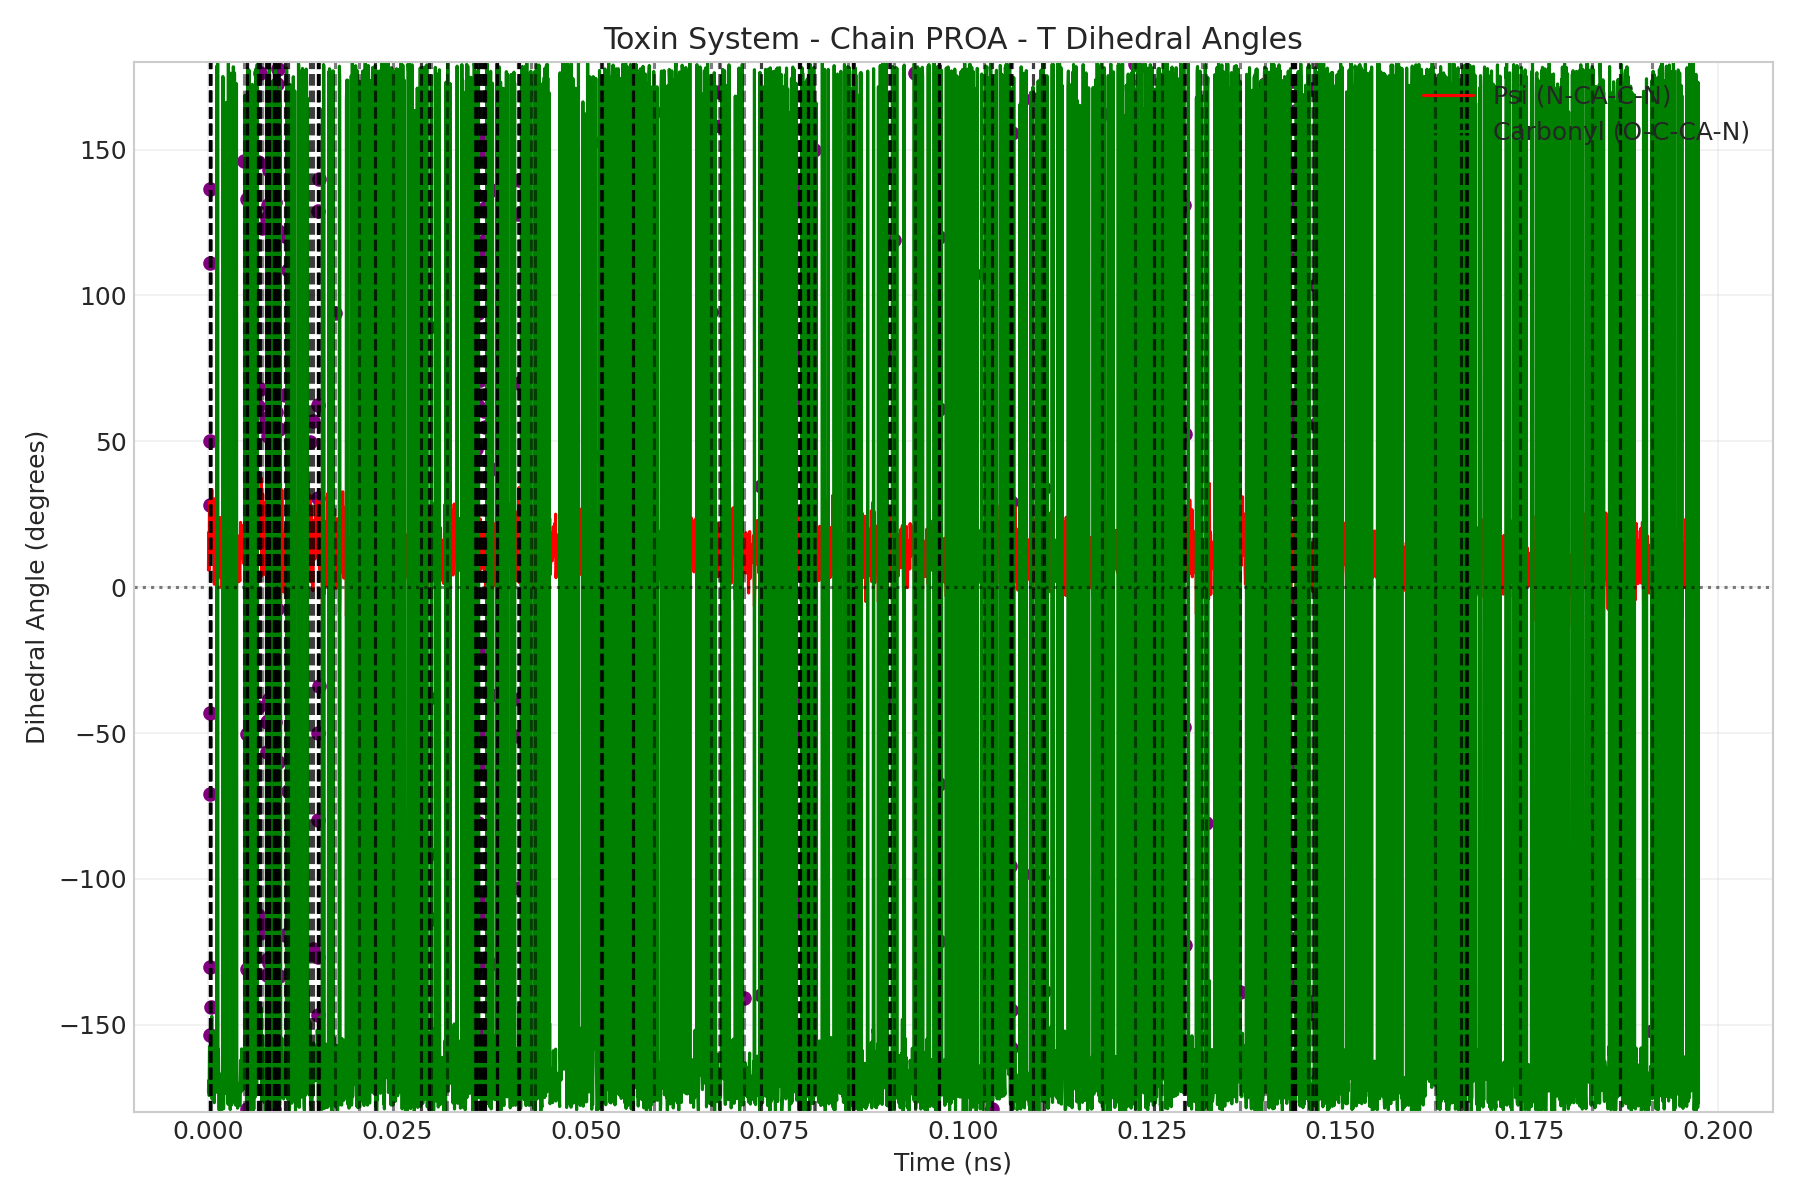 Toxin System - Chain PROA - T Dihedral Angles
Psi (N-CA-C-N)
Carbonyl (O-C-CA-N)
150
100
50
0
−50
−100
−150
Dihedral Angle (degrees)
0.000 0.025 0.050 0.075 0.100 0.125 0.150 0.175 0.200
Time (ns)